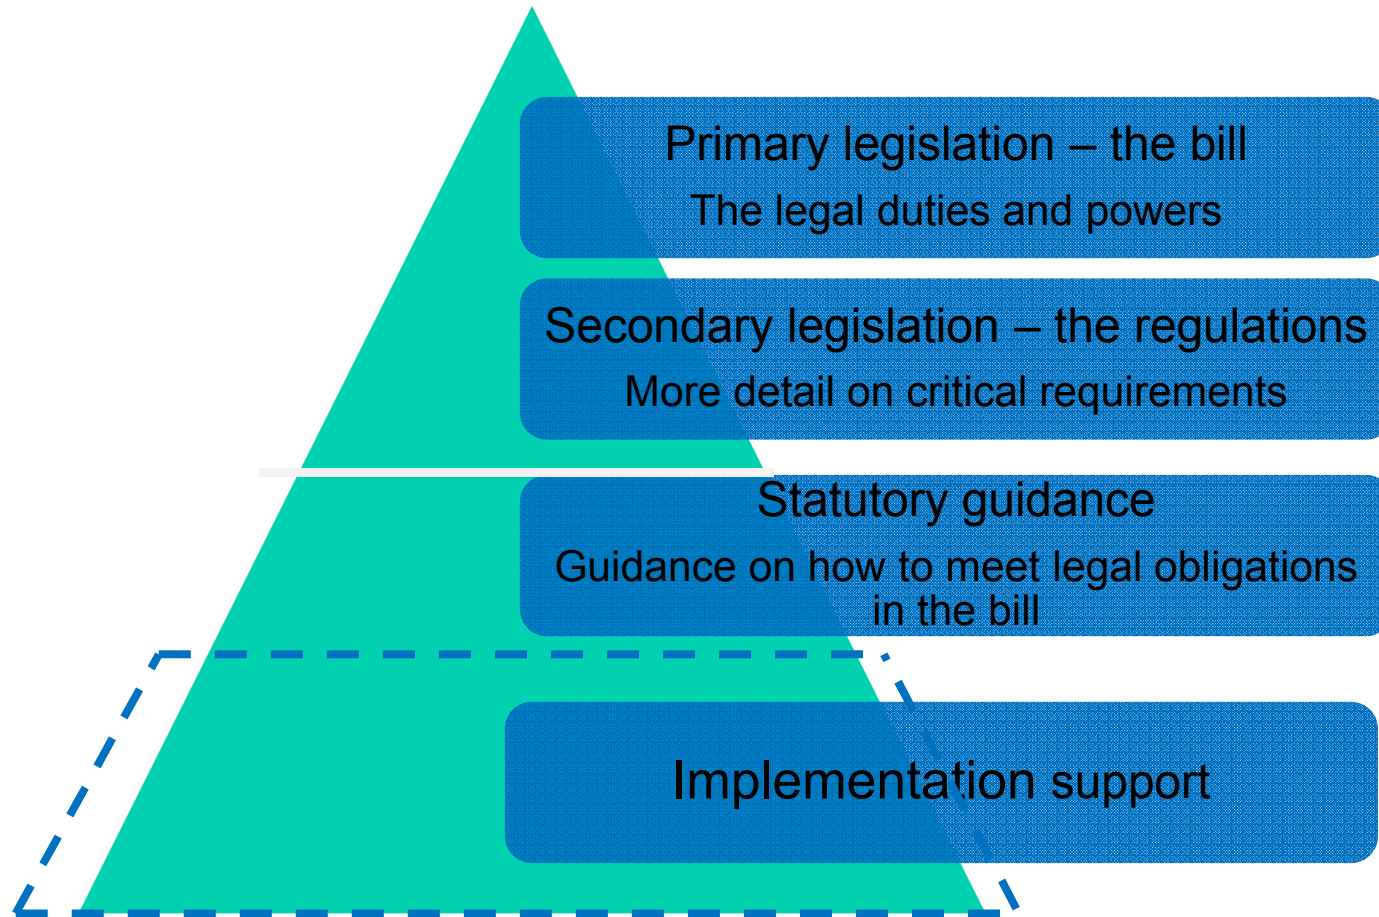 Primary legislation – the bill
The legal duties and powers
Secondary legislation – the regulations
More detail on critical requirements
Statutory guidance
Guidance on how to meet legal obligations
in the bill
Implementation support